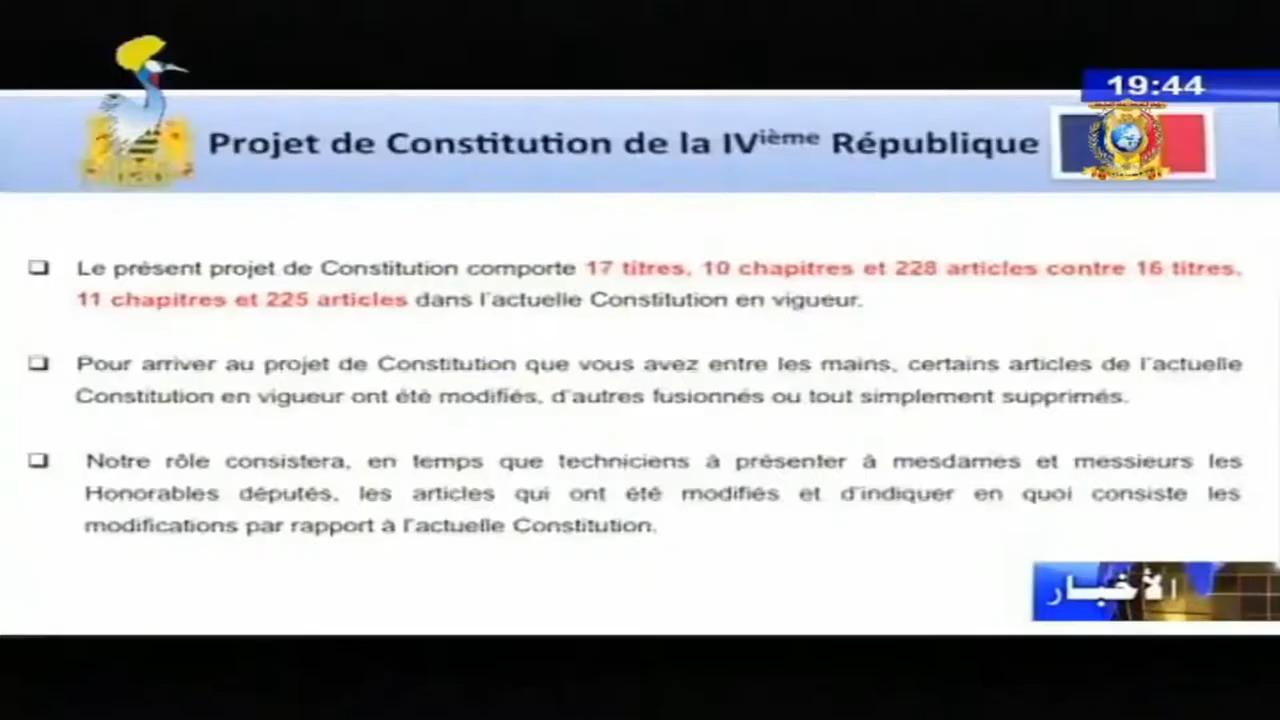 19:44
Projet de Constitution de la IVième République
❑ Le présent projet de Constitution comporte 17 titres, 10 chapitres et 228 articles contre 16 titres,
11 chapitres et 225 articles dans l'actuelle Constitution en vigueur.
❑ Pour arriver au projet de Constitution que vous avez entre les mains, certains articles de l'actuelle
Constitution en vigueur ont été modifiés, d'autres fusionnés ou tout simplement supprimés.
❑ Notre rôle consistera, en temps que techniciens à présenter à mesdames et messieurs les
Honorables députés, les articles qui ont été modifiés et d'indiquer en quoi consiste les
modifications par rapport à l'actuelle Constitution.
الأخبار